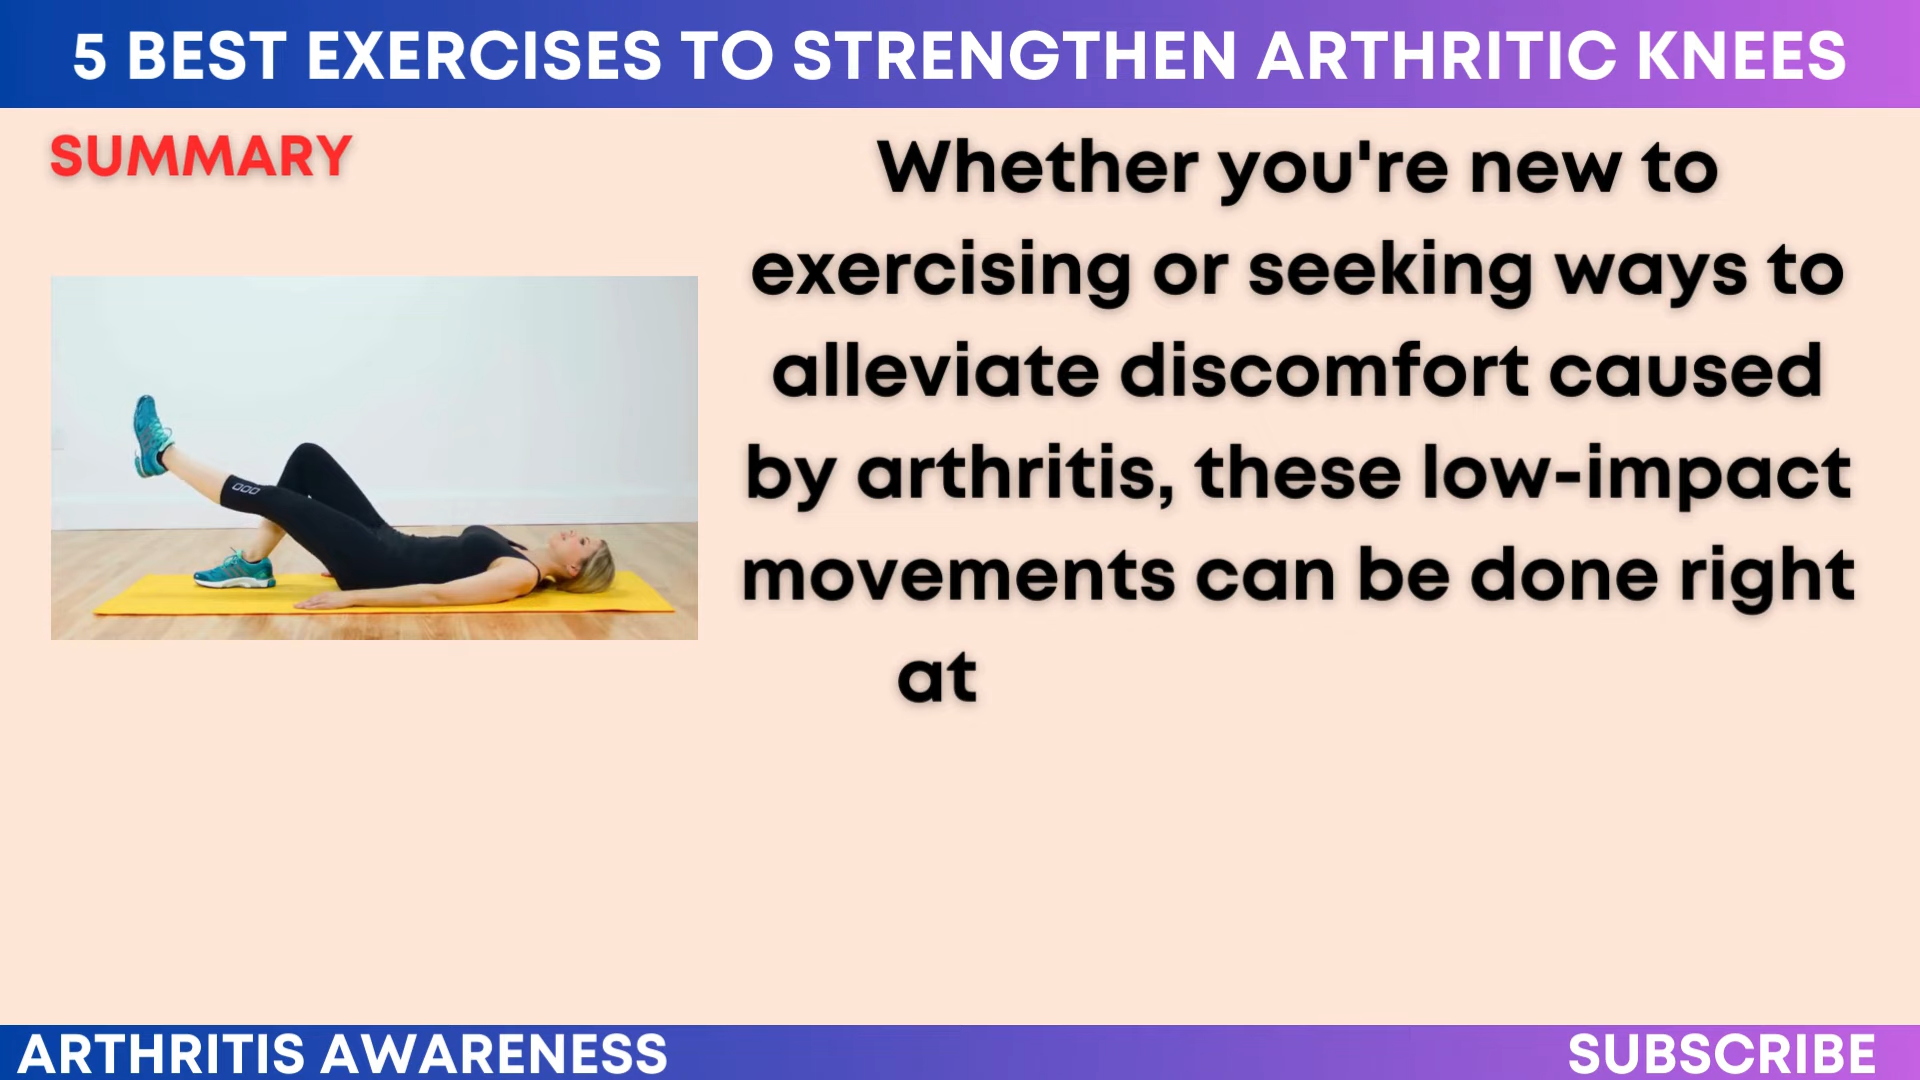 5 BEST EXERCISES TO STRENGTHEN ARTHRITIC KNEES
SUMMARY
Whether you're new to
exercising or seeking ways to
alleviate discomfort caused
by arthritis, these low-impact
movements can be done right
at
ARTHRITIS AWARENESS
SUBSCRIBE